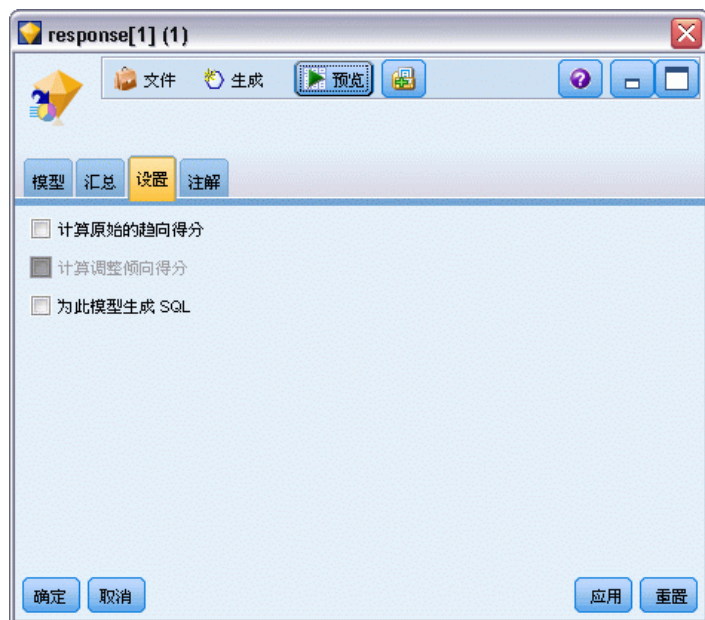 response[1] (1)
文件 生成 预览
模型 汇总 设置 注解
计算原始的趋向得分
计算调整倾向得分
为此模型生成 SQL
确定 取消 应用 重置